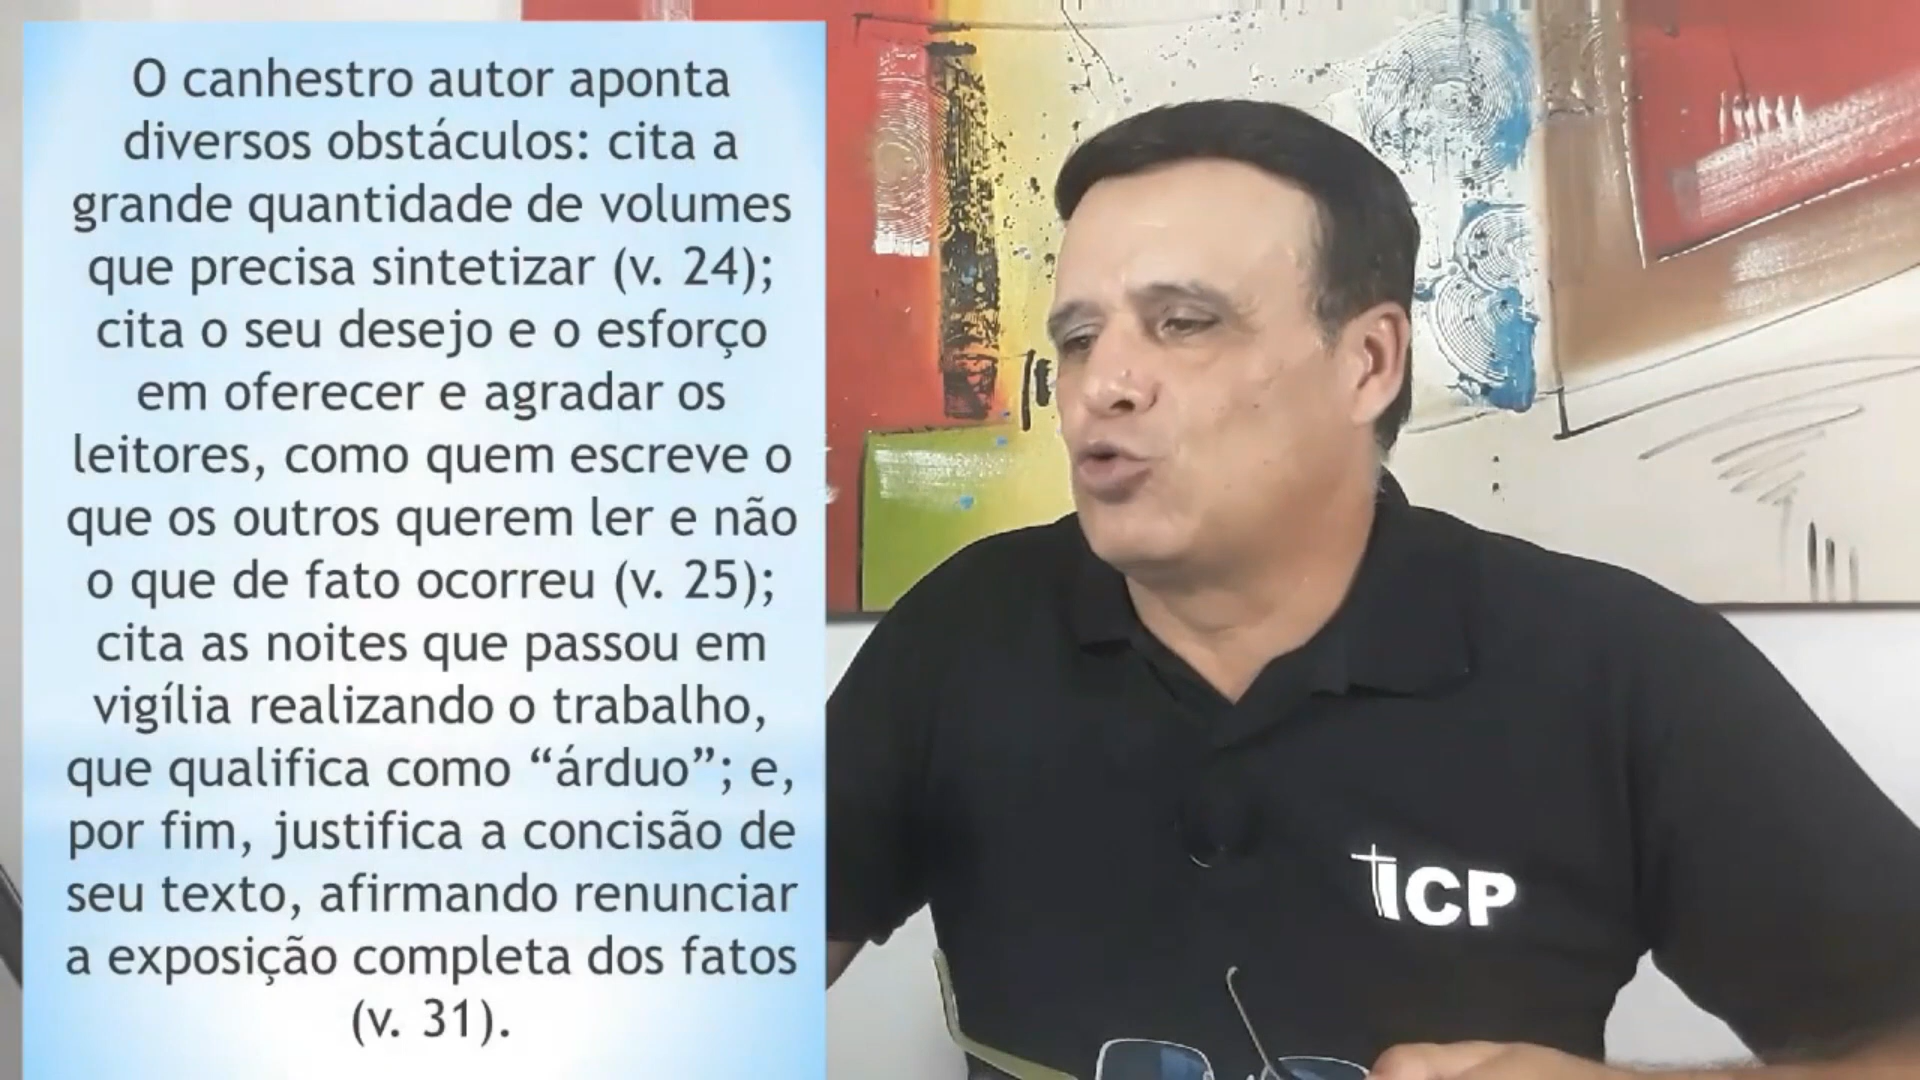 O canhestro autor aponta
diversos obstáculos: cita a
grande quantidade de volumes
que precisa sintetizar (v. 24);
cita o seu desejo e o esforço
em oferecer e agradar os
leitores, como quem escreve o
que os outros querem ler e não
o que de fato ocorreu (v. 25);
cita as noites que passou em
vigília realizando o trabalho,
que qualifica como “árduo”; e,
por fim, justifica a concisão de
seu texto, afirmando renunciar
a exposição completa dos fatos
(v. 31).
ICP